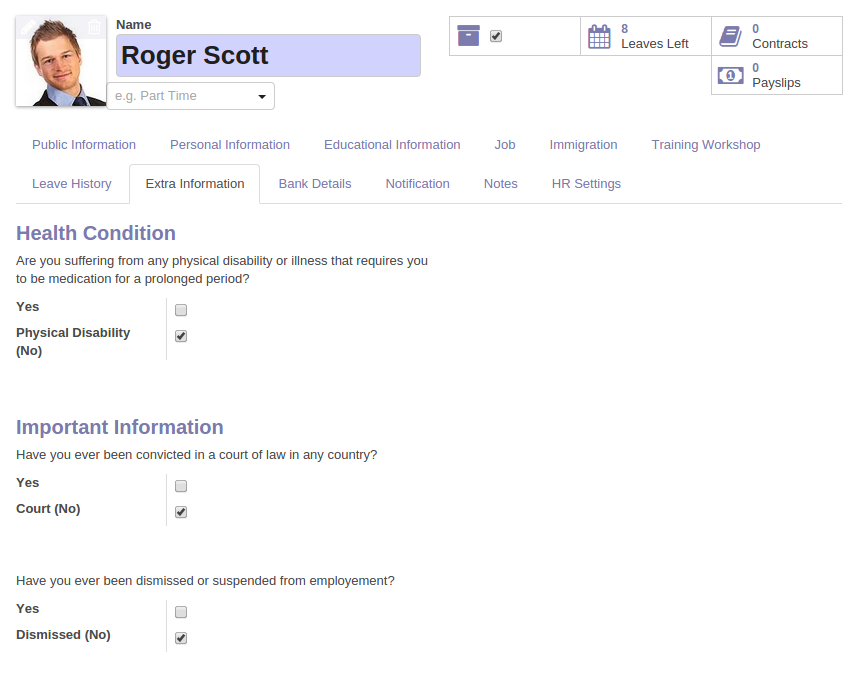 Name
Roger Scott
e.g. Part Time
8
Leaves Left
0
Contracts
0
1
Payslips
Public Information Personal Information Educational Information Job Immigration Training Workshop
Leave History Extra Information Bank Details Notification Notes HR Settings
Health Condition
Are you suffering from any physical disability or illness that requires you
to be medication for a prolonged period?
Yes
Physical Disability
(No)
Important Information
Have you ever been convicted in a court of law in any country?
Yes
Court (No)
Have you ever been dismissed or suspended from employement?
Yes
Dismissed (No)